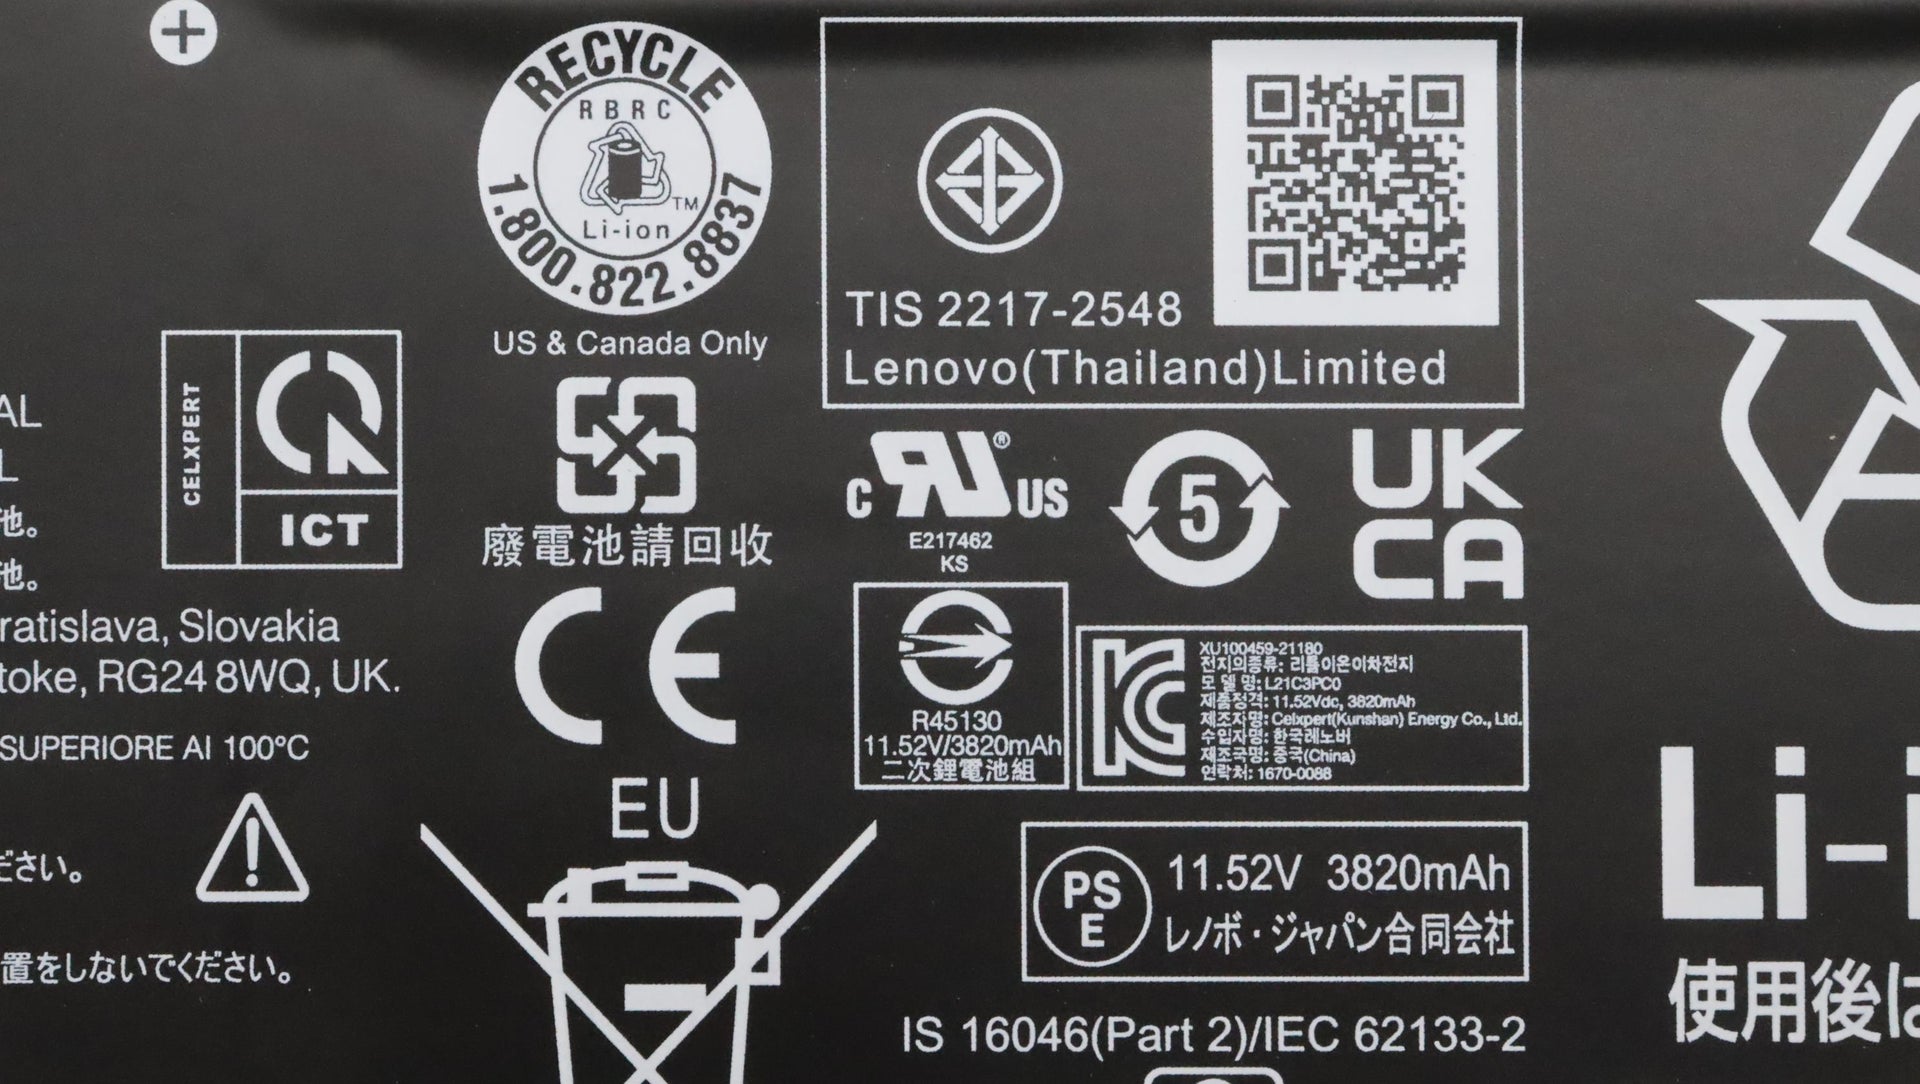 RECYCLE
RBRC
TM
Li-ion
1.800.822.8837
US & Canada Only
TIS 2217-2548
Lenovo(Thailand)Limited
AL
L
池。
池。
CELXPERT
ICT
廢電池請回收
C RU ® US
E217462
KS
5
UK
CA
ratislava, Slovakia
toke, RG24 8WQ, UK.
SUPERIORE AI 100°C
CE
EU
R45130
11.52V/3820mAh
二次鋰電池組
XU100459-21180
전지의종류: 리튬이온이차전지
모 델 명: L21C3PC0
제품정격: 11.52Vdc, 3820mAh
제조자명: Celxpert(Kunshan) Energy Co., Ltd.
수입자명: 한국레노버
제조국명: 중국(China)
연락처: 1670-0088
!
ださい。
置をしないでください。
PS
E
11.52V 3820mAh
レノボ・ジャパン合同会社
IS 16046(Part 2)/IEC 62133-2
Li-i
使用後は